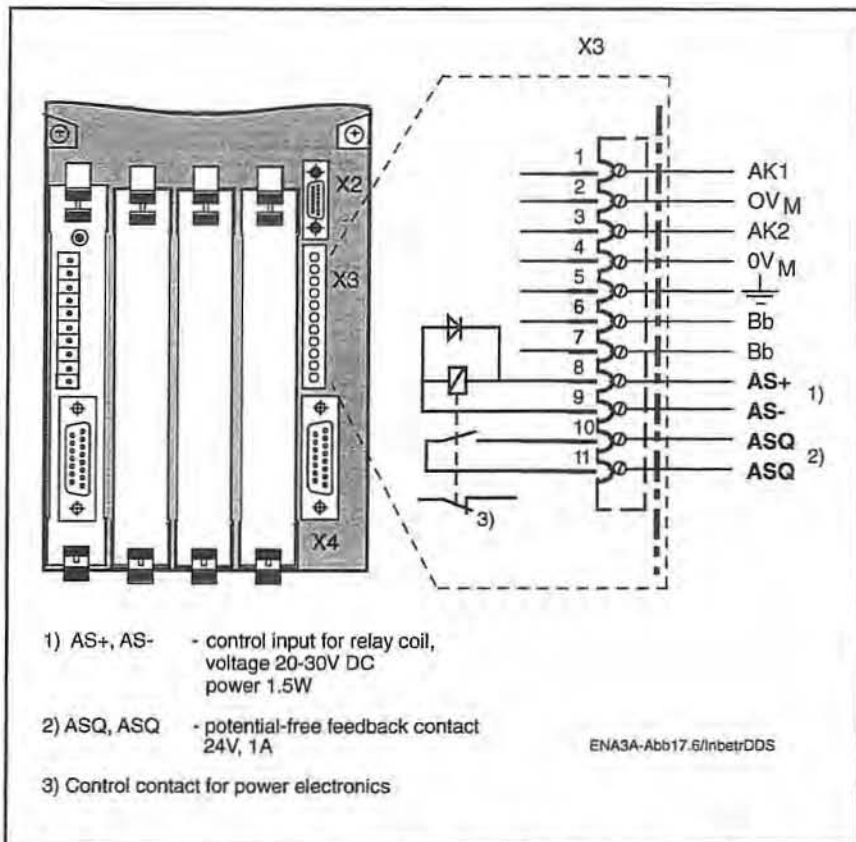 X3
X2
X3
X4
1 AK1
2 OVM
3 AK2
4 0VM
5
6 Bb
7 Bb
8 AS+ 1)
9 AS-
10 ASQ 2)
11 ASQ
3)
1) AS+, AS- - control input for relay coil,
voltage 20-30V DC
power 1.5W
2) ASQ, ASQ - potential-free feedback contact
24V, 1A
ENA3A-Abb17.6/InbetrDDS
3) Control contact for power electronics